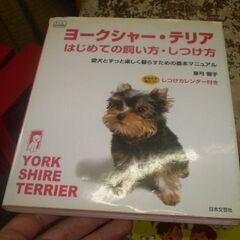 ヨークシャー・テリア
はじめての飼い方・しつけ方
愛犬とずっと楽しく暮らすための基本マニュアル
しつけカレンダー付き
YORK
SHIRE
TERRIER
日本文芸社